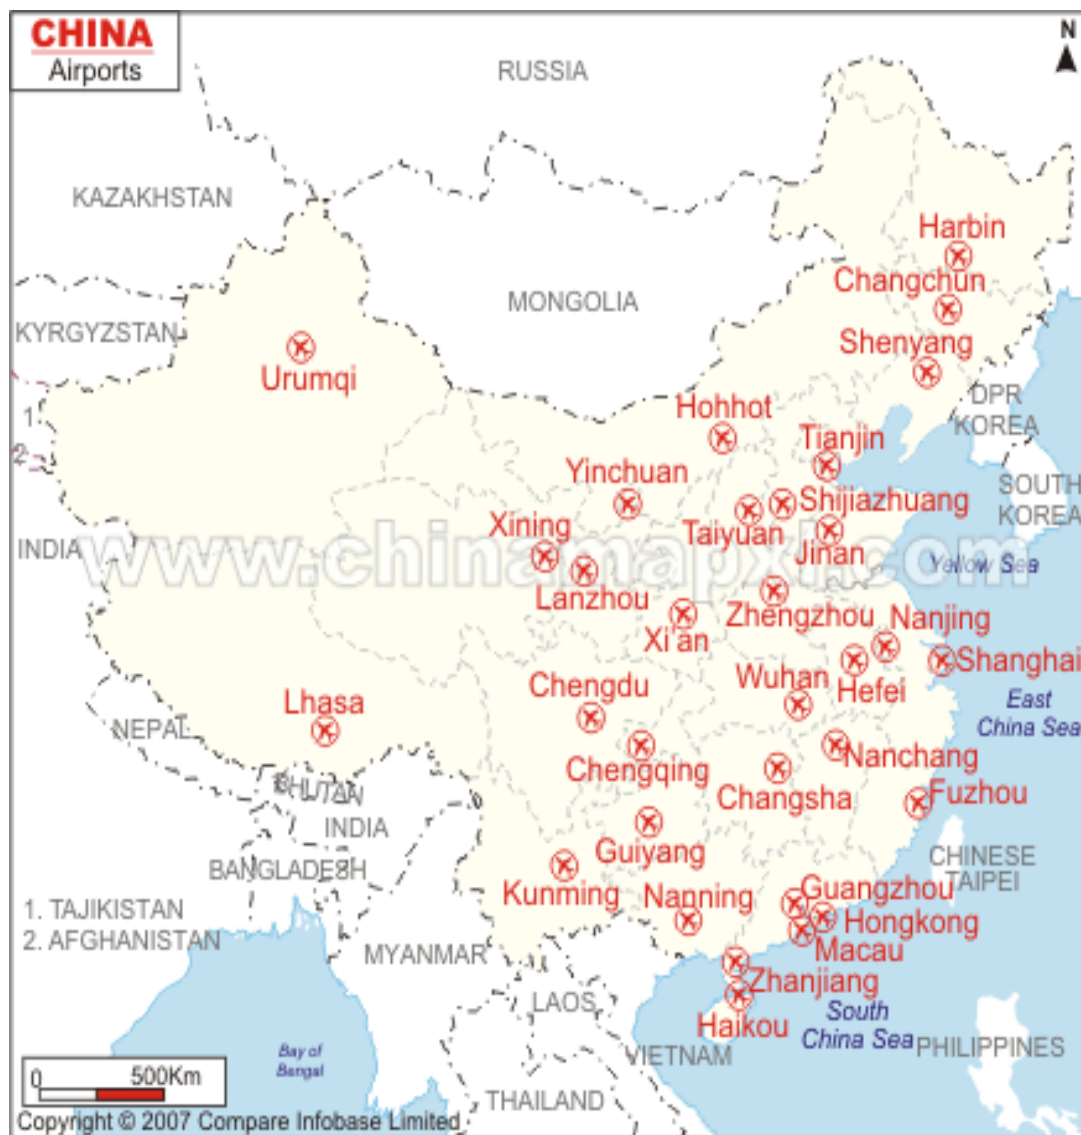 CHINA
Airports
N
RUSSIA
KAZAKHSTAN
Harbin
Changchun
MONGOLIA
KYRGYZSTAN
Shenyang
Urumqi
DPR
KOREA
1
Hohhot
Tianjin
2
Yinchuan
SOUTH
KOREA
Shijiazhuang
Xining
Taiyuan
Jinan
INDIA
www.chinamapxl.com
Yellow Sea
Lanzhou
Zhengzhou
Nanjing
Xi'an
Shanghai
Wuhan
Hefei
Chengdu
Lhasa
East
China Sea
NEPAL
Nanchang
Chengqing
BHUTAN
Changsha
Fuzhou
INDIA
Guiyang
CHINESE
TAIPEI
BANGLADESH
Kunming
Nanning
Guangzhou
1. TAJIKISTAN
Hongkong
2. AFGHANISTAN
Macau
MYANMAR
Zhanjiang
LAOS
South
China Sea
Haikou
VIETNAM
PHILIPPINES
Bay of
Bengal
0 500Km
THAILAND
Copyright © 2007 Compare Infobase Limited